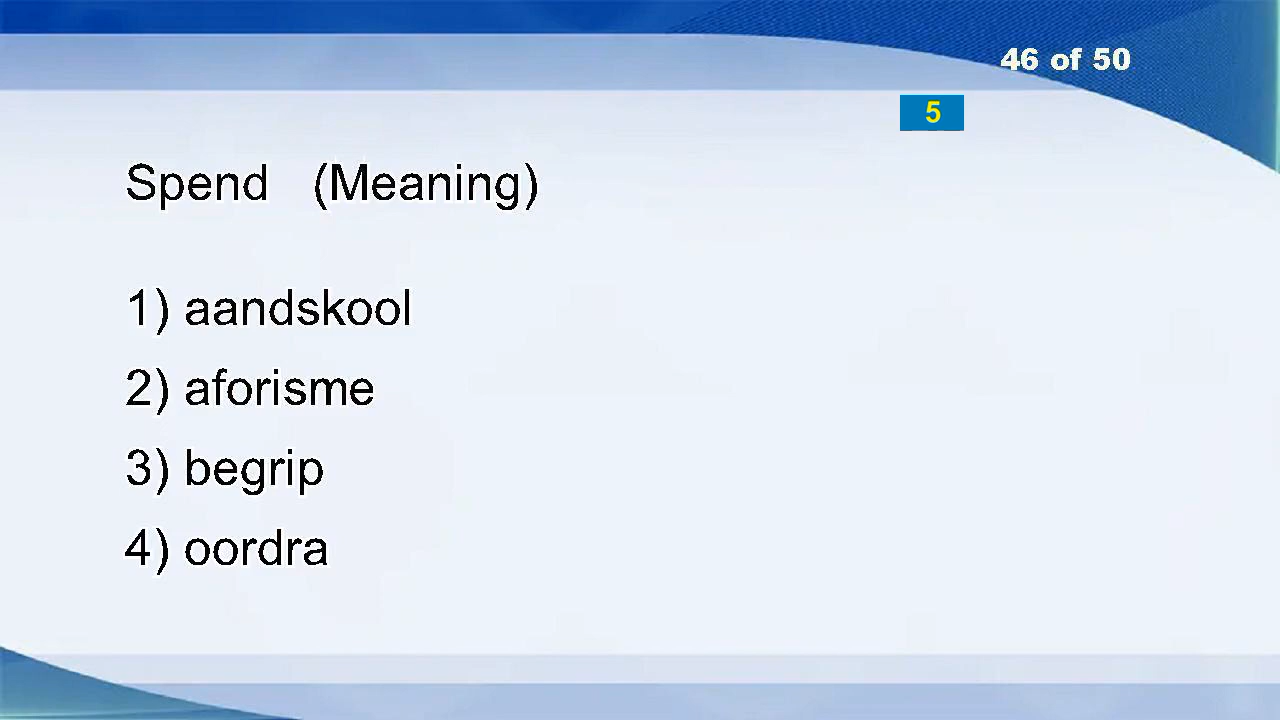 46 of 50
5
Spend (Meaning)
1) aandskool
2) aforisme
3) begrip
4) oordra